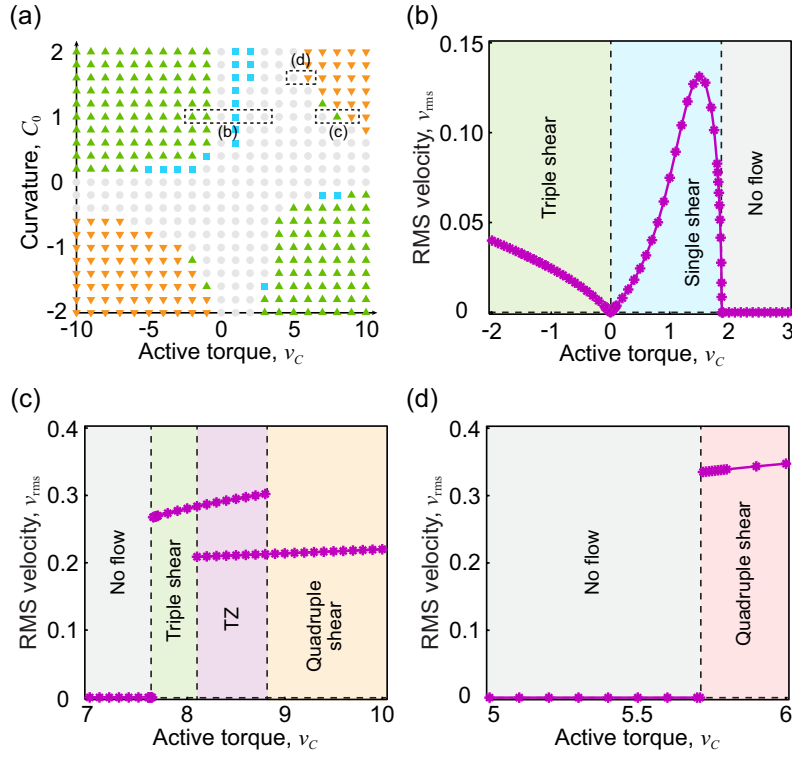 (a)
Curvature, C0
2
1
0
-1
-2
-10
-5
0
5
10
Active torque, vC
(b)
(c)
(d)
(b)
RMS velocity, vrms
0.15
0.10
0.05
0
-2
-1
0
1
2
3
Active torque, vC
Triple shear
Single shear
No flow
(c)
RMS velocity, vrms
0.4
0.3
0.2
0.1
0
7
8
9
10
Active torque, vC
No flow
Triple shear
TZ
Quadruple
shear
(d)
RMS velocity, vrms
0.4
0.3
0.2
0.1
0
5
5.5
6
Active torque, vC
No flow
Quadruple shear